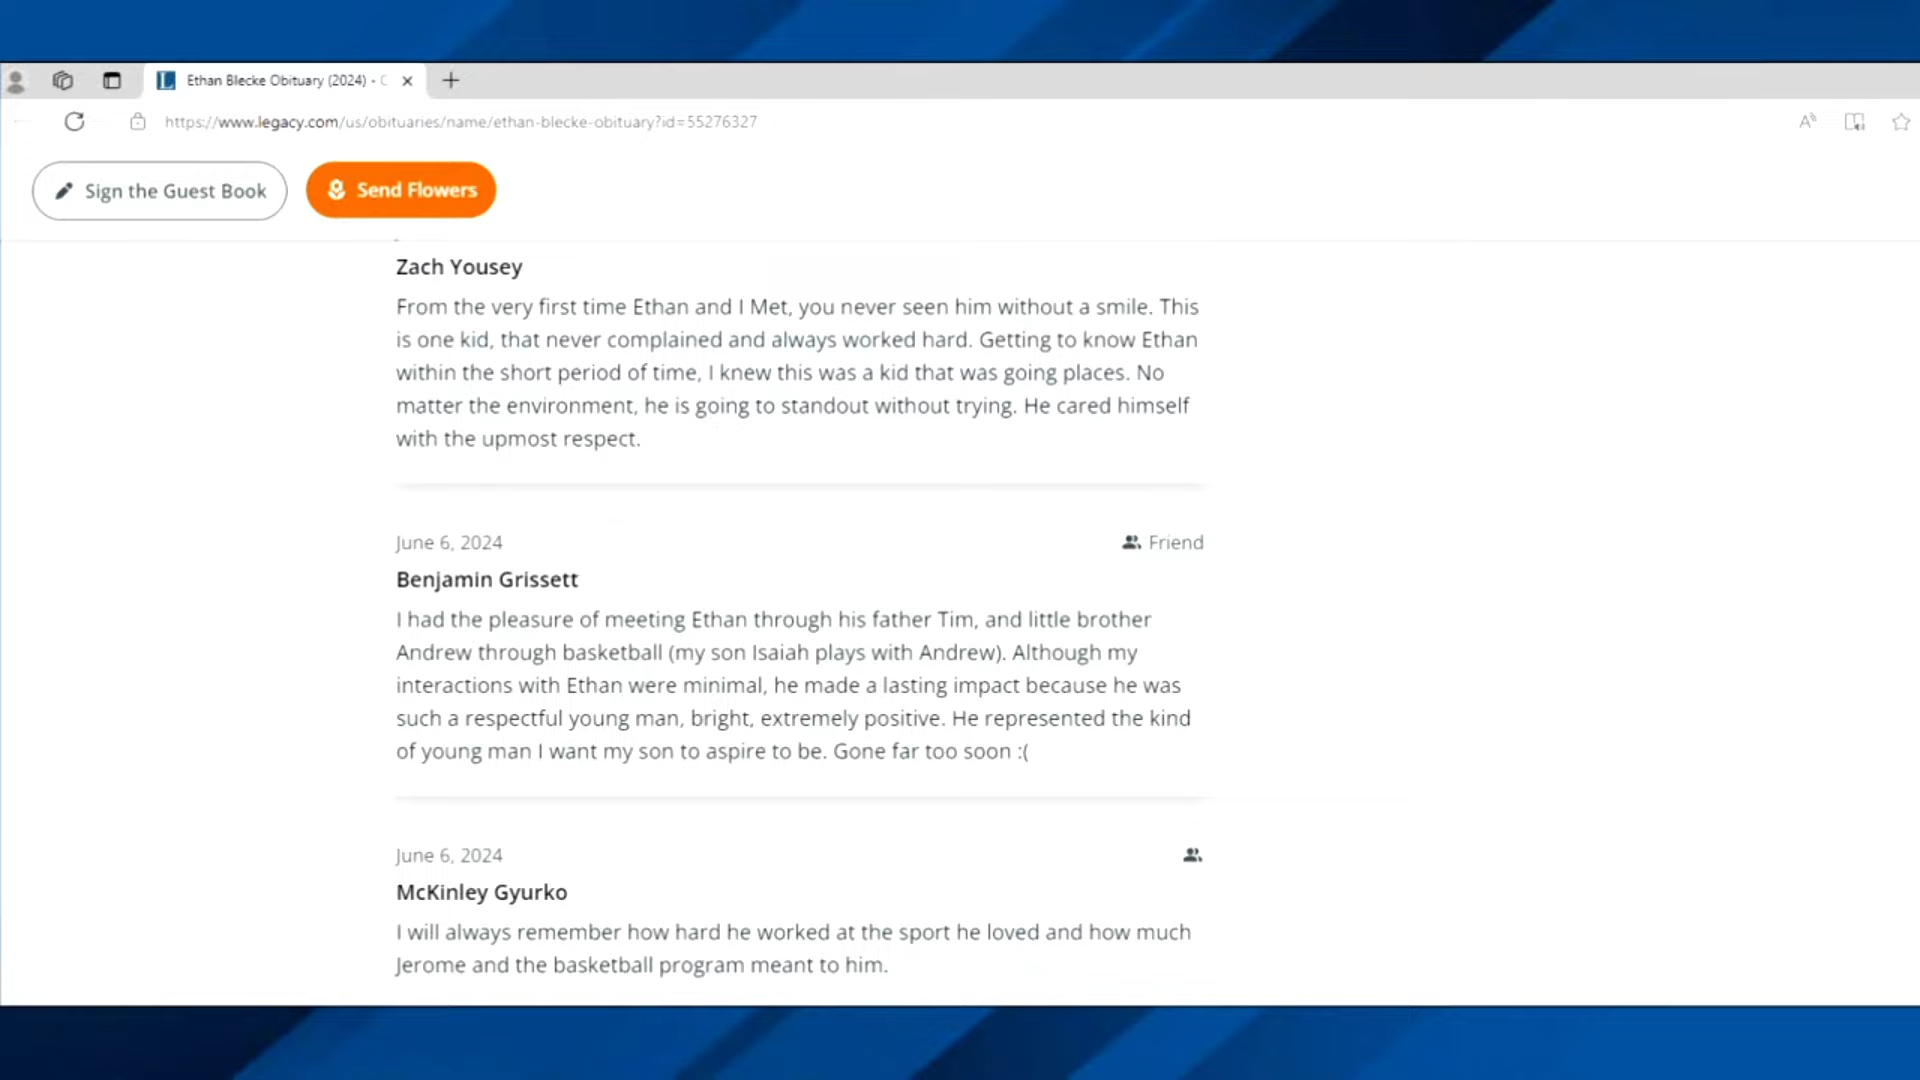 Ethan Blecke Obituary (2024) - C
https://www.legacy.com/us/obituaries/name/ethan-blecke-obituary?id=55276327
Sign the Guest Book
Send Flowers
Zach Yousey
From the very first time Ethan and I Met, you never seen him without a smile. This
is one kid, that never complained and always worked hard. Getting to know Ethan
within the short period of time, I knew this was a kid that was going places. No
matter the environment, he is going to standout without trying. He cared himself
with the upmost respect.
June 6, 2024
Friend
Benjamin Grissett
I had the pleasure of meeting Ethan through his father Tim, and little brother
Andrew through basketball (my son Isaiah plays with Andrew). Although my
interactions with Ethan were minimal, he made a lasting impact because he was
such a respectful young man, bright, extremely positive. He represented the kind
of young man I want my son to aspire to be. Gone far too soon :(
June 6, 2024
McKinley Gyurko
I will always remember how hard he worked at the sport he loved and how much
Jerome and the basketball program meant to him.